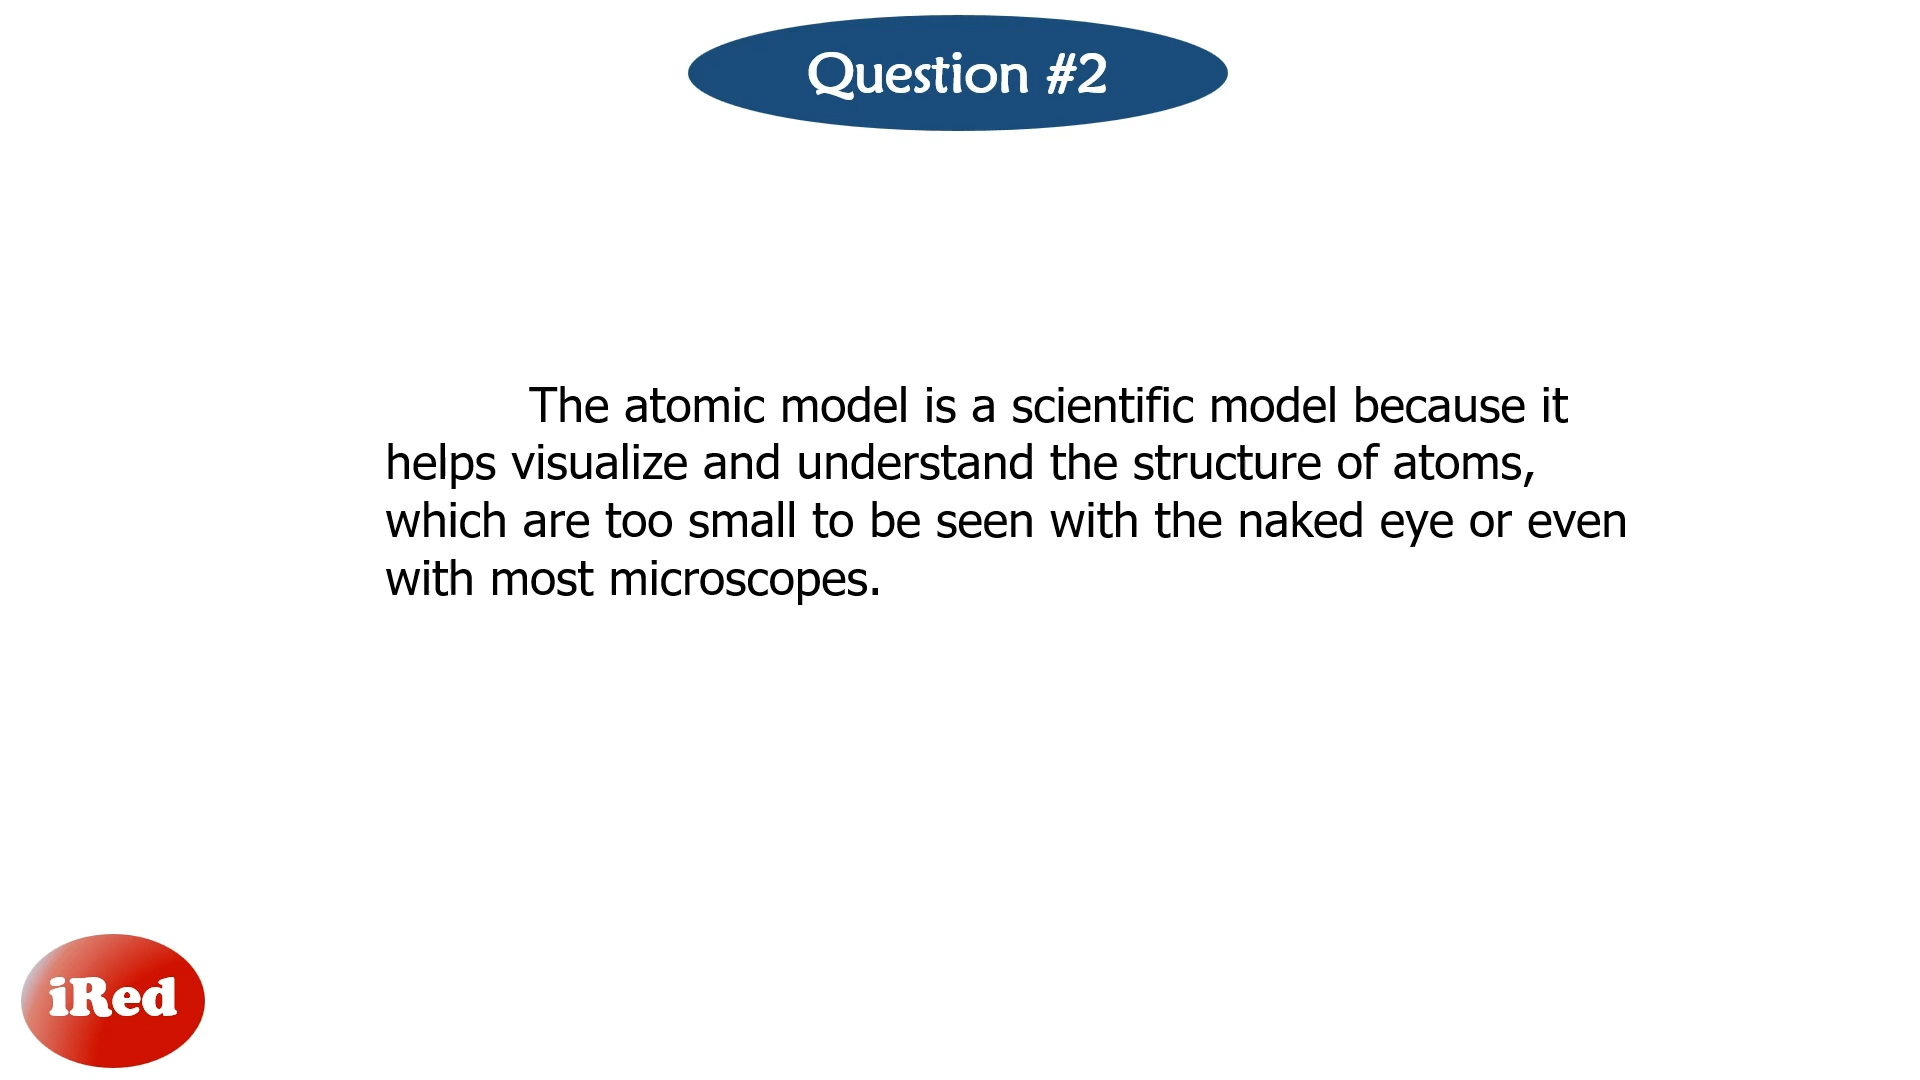 Question #2
The atomic model is a scientific model because it
helps visualize and understand the structure of atoms,
which are too small to be seen with the naked eye or even
with most microscopes.
iRed